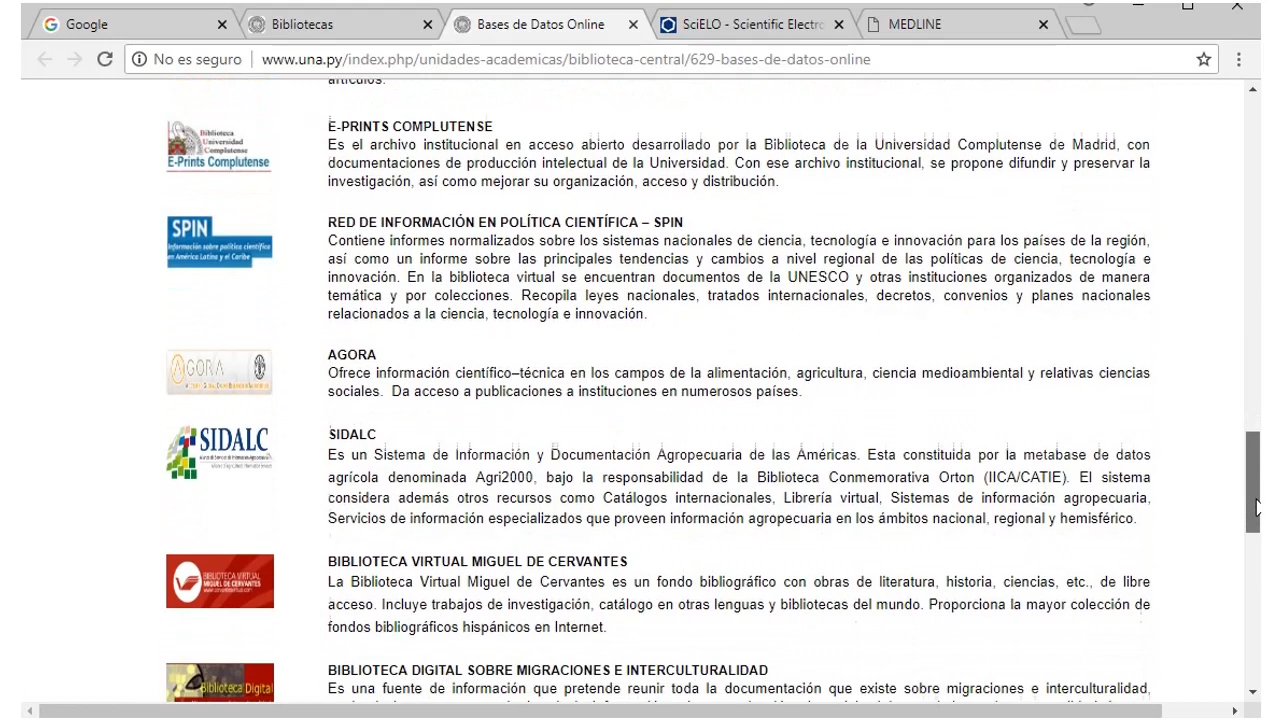 Google
Bibliotecas
Bases de Datos Online
SciELO - Scientific Electro
MEDLINE
No es seguro
www.una.py/index.php/unidades-academicas/biblioteca-central/629-bases-de-datos-online
artículos.
Biblioteca
Universidad
Complutense
E-Prints Complutense
E-PRINTS COMPLUTENSE
Es el archivo institucional en acceso abierto desarrollado por la Biblioteca de la Universidad Complutense de Madrid, con
documentaciones de producción intelectual de la Universidad. Con ese archivo institucional, se propone difundir y preservar la
investigación, así como mejorar su organización, acceso y distribución.
SPIN
Información sobre política científica
en América Latina y el Caribe
RED DE INFORMACIÓN EN POLÍTICA CIENTÍFICA – SPIN
Contiene informes normalizados sobre los sistemas nacionales de ciencia, tecnología e innovación para los países de la región,
así como un informe sobre las principales tendencias y cambios a nivel regional de las políticas de ciencia, tecnología e
innovación. En la biblioteca virtual se encuentran documentos de la UNESCO y otras instituciones organizados de manera
temática y por colecciones. Recopila leyes nacionales, tratados internacionales, decretos, convenios y planes nacionales
relacionados a la ciencia, tecnología e innovación.
AGORA
AGORA
Ofrece información científico–técnica en los campos de la alimentación, agricultura, ciencia medioambiental y relativas ciencias
sociales. Da acceso a publicaciones a instituciones en numerosos países.
SIDALC
SIDALC
Es un Sistema de Información y Documentación Agropecuaria de las Américas. Esta constituida por la metabase de datos
agrícola denominada Agri2000, bajo la responsabilidad de la Biblioteca Conmemorativa Orton (IICA/CATIE). El sistema
considera además otros recursos como Catálogos internacionales, Librería virtual, Sistemas de información agropecuaria,
Servicios de información especializados que proveen información agropecuaria en los ámbitos nacional, regional y hemisférico.
BIBLIOTECA VIRTUAL
MIGUEL DE CERVANTES
www.cervantesvirtual.com
BIBLIOTECA VIRTUAL MIGUEL DE CERVANTES
La Biblioteca Virtual Miguel de Cervantes es un fondo bibliográfico con obras de literatura, historia, ciencias, etc., de libre
acceso. Incluye trabajos de investigación, catálogo en otras lenguas y bibliotecas del mundo. Proporciona la mayor colección de
fondos bibliográficos hispánicos en Internet.
Biblioteca Digital
BIBLIOTECA DIGITAL SOBRE MIGRACIONES E INTERCULTURALIDAD
Es una fuente de información que pretende reunir toda la documentación que existe sobre migraciones e interculturalidad,